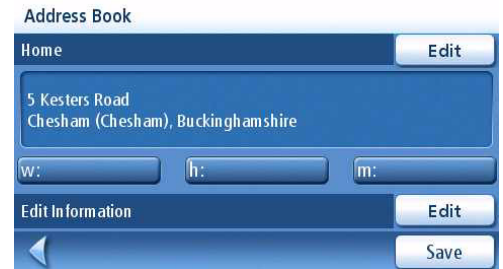 Address Book
Home Edit
5 Kesters Road
Chesham (Chesham), Buckinghamshire
w: h: m:
Edit Information Edit
Save